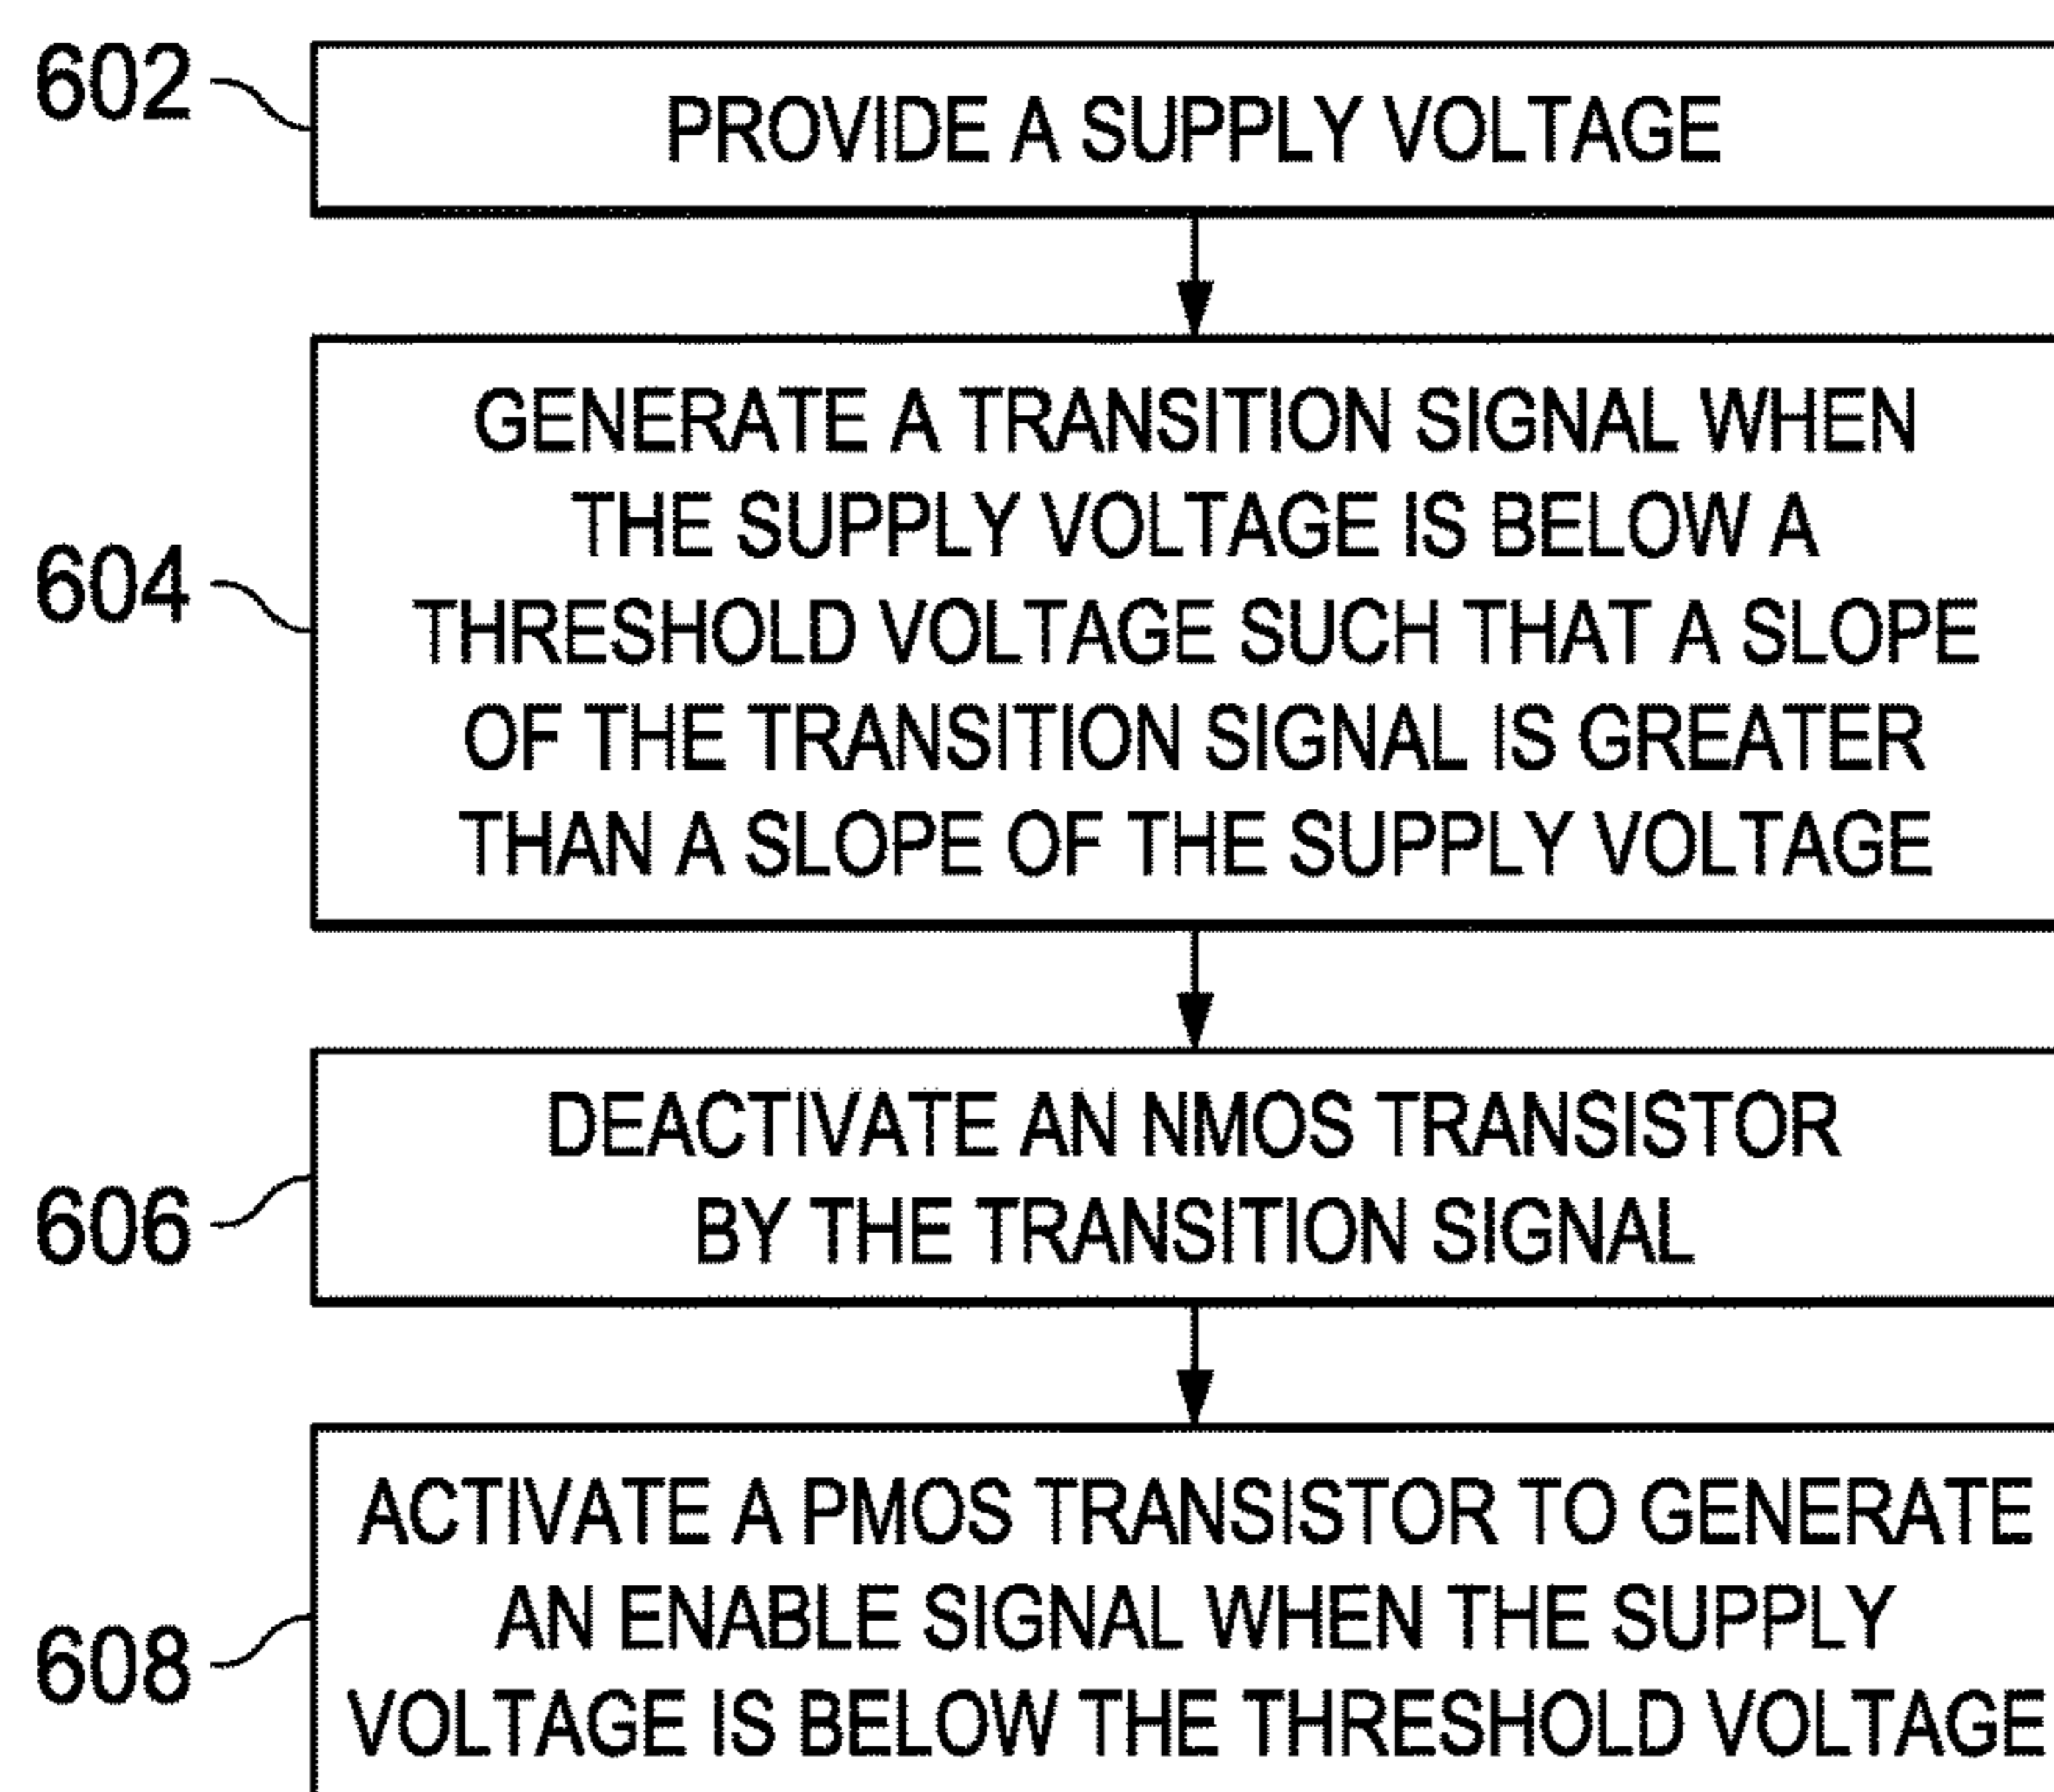 602
PROVIDE A SUPPLY VOLTAGE
604
GENERATE A TRANSITION SIGNAL WHEN
THE SUPPLY VOLTAGE IS BELOW A
THRESHOLD VOLTAGE SUCH THAT A SLOPE
OF THE TRANSITION SIGNAL IS GREATER
THAN A SLOPE OF THE SUPPLY VOLTAGE
606
DEACTIVATE AN NMOS TRANSISTOR
BY THE TRANSITION SIGNAL
608
ACTIVATE A PMOS TRANSISTOR TO GENERATE
AN ENABLE SIGNAL WHEN THE SUPPLY
VOLTAGE IS BELOW THE THRESHOLD VOLTAGE